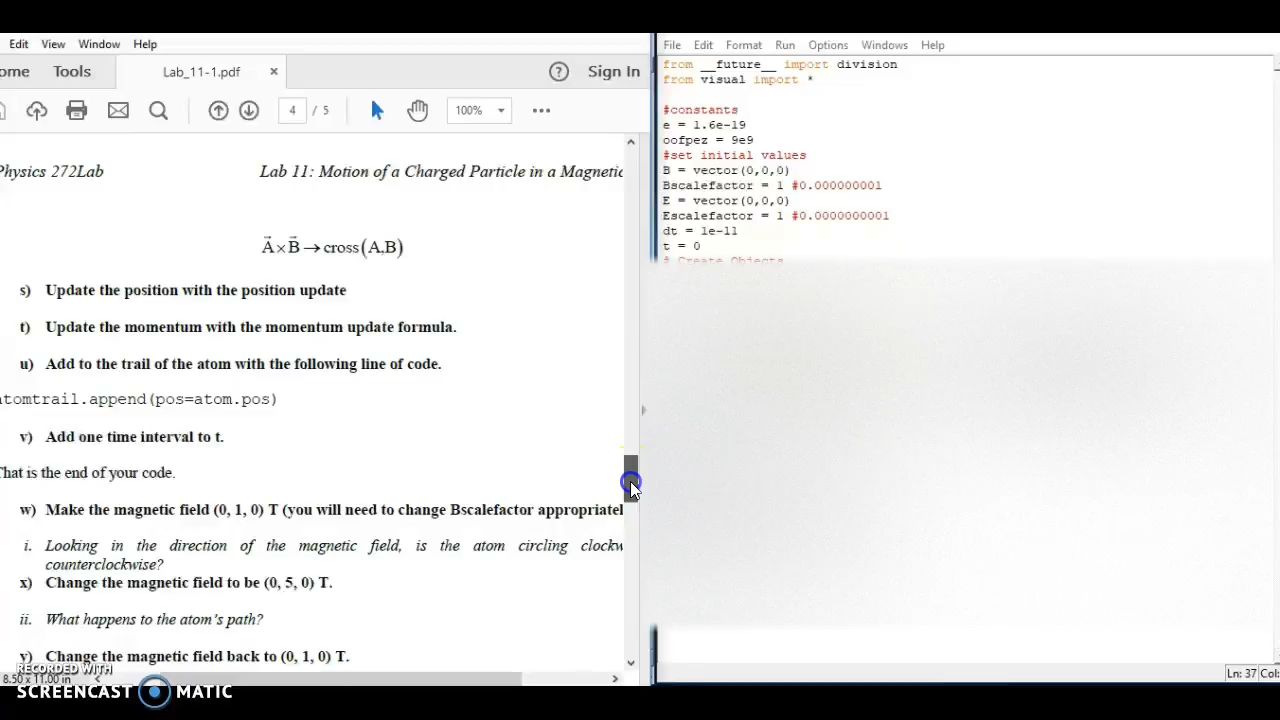 Edit View Window Help
ome Tools Lab_11-1.pdf × ? Sign In
4 / 5 100%
Physics 272Lab Lab 11: Motion of a Charged Particle in a Magnetic
A×B→cross(A,B)
s) Update the position with the position update
t) Update the momentum with the momentum update formula.
u) Add to the trail of the atom with the following line of code.
atomtrail.append(pos=atom.pos)
v) Add one time interval to t.
That is the end of your code.
w) Make the magnetic field (0, 1, 0) T (you will need to change Bscalefactor appropriatel
i. Looking in the direction of the magnetic field, is the atom circling clockw
counterclockwise?
x) Change the magnetic field to be (0, 5, 0) T.
ii. What happens to the atom's path?
y) Change the magnetic field back to (0, 1, 0) T.
8.50 x 11.00 in
RECORDED WITH
SCREENCAST MATIC
File Edit Format Run Options Windows Help
from __future__ import division
from visual import *
#constants
e = 1.6e-19
oofpez = 9e9
#set initial values
B = vector(0,0,0)
Bscalefactor = 1 #0.000000001
E = vector(0,0,0)
Escalefactor = 1 #0.0000000001
dt = 1e-11
t = 0
# Create Objects
Ln: 37 Col: